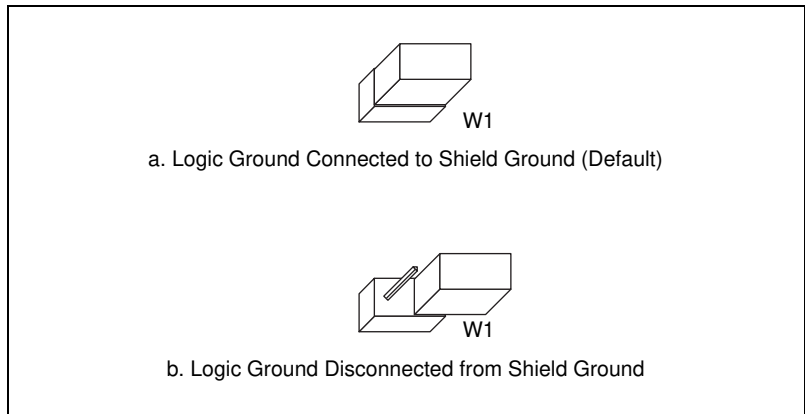 W1
a. Logic Ground Connected to Shield Ground (Default)
W1
b. Logic Ground Disconnected from Shield Ground